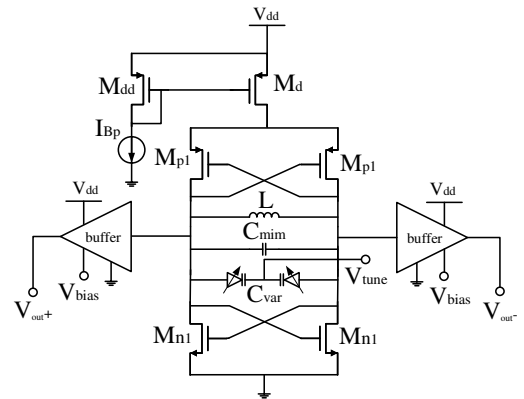 Vdd
Mdd
Md
IBp
Mp1
Mp1
L
Vdd
Vdd
Cmim
buffer
buffer
Vtune
Vbias
Cvar
Vbias
Vout+
Vout-
Mn1
Mn1